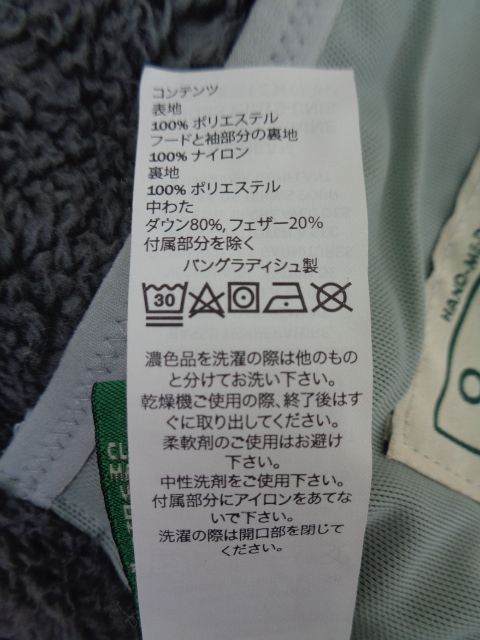 コンテンツ
表地
100% ポリエステル
フードと袖部分の裏地
100% ナイロン
裏地
100% ポリエステル
中わた
ダウン80%, フェザー20%
付属部分を除く
バングラディシュ製
30
濃色品を洗濯の際は他のもの
と分けてお洗い下さい。
乾燥機ご使用の際、終了後はす
ぐに取り出してください。
柔軟剤のご使用はお避け
下さい。
中性洗剤をご使用下さい。
付属部分にアイロンをあてな
いで下さい。
洗濯の際は開口部を閉じて
ください。
HAND-MED
CL
MA